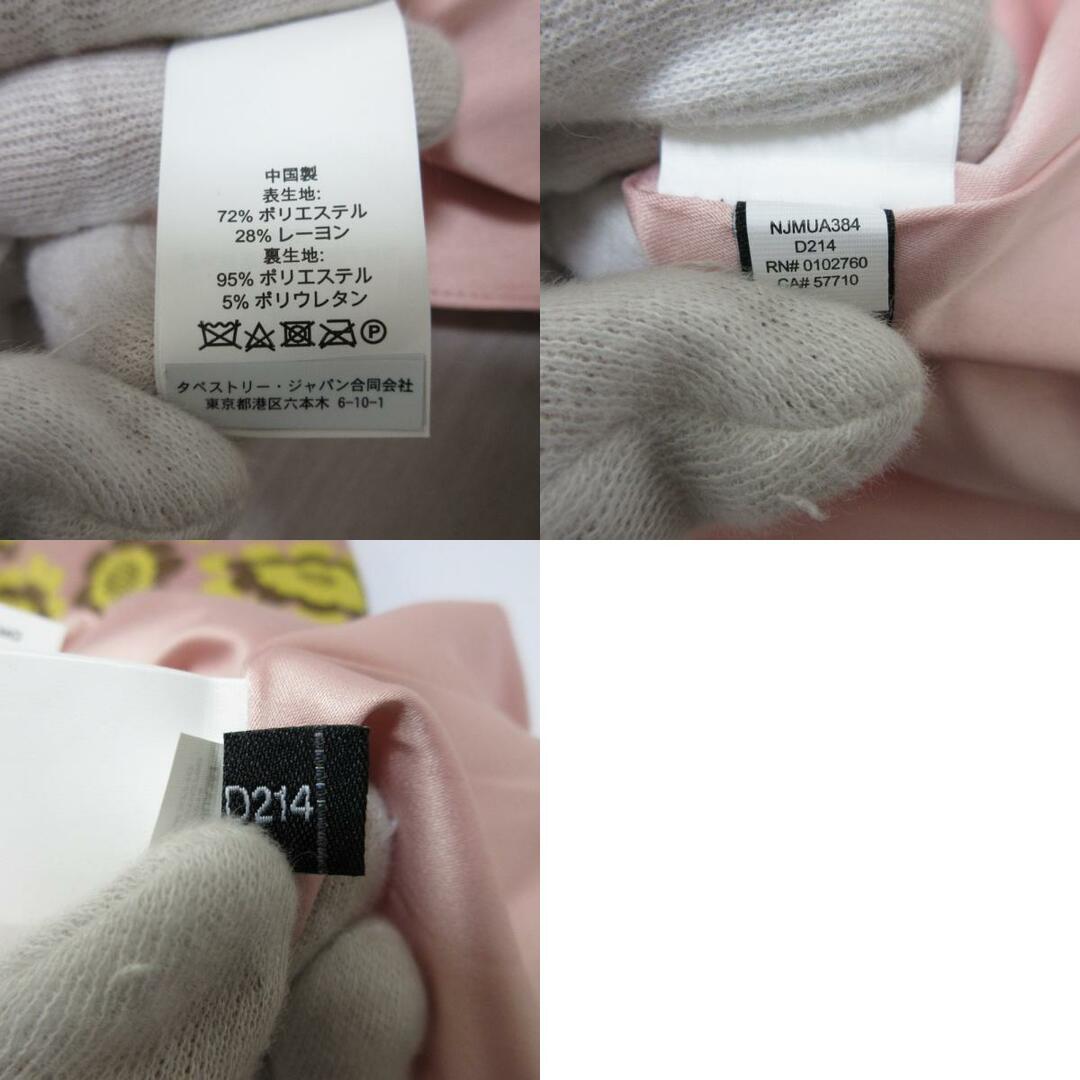 中国製
表生地:
72% ポリエステル
28% レーヨン
裏生地:
95% ポリエステル
5% ポリウレタン
P
タペストリー・ジャパン合同会社
東京都港区六本木 6-10-1
NJMUA384
D214
RN# 0102760
CA# 57710
D214